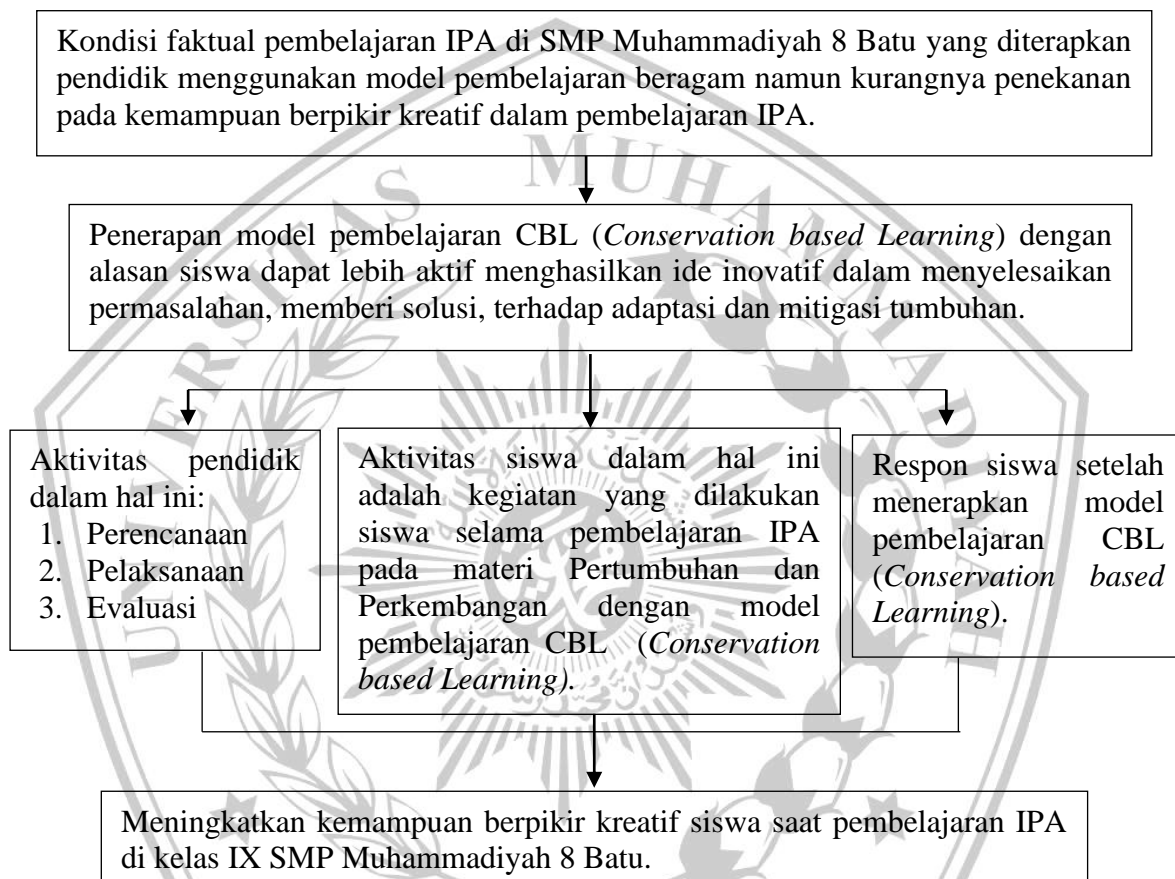 Kondisi faktual pembelajaran IPA di SMP Muhammadiyah 8 Batu yang diterapkan
pendidik menggunakan model pembelajaran beragam namun kurangnya penekanan
pada kemampuan berpikir kreatif dalam pembelajaran IPA.
UNIVERSITAS MUHAMMADIYAH
Penerapan model pembelajaran CBL (Conservation based Learning) dengan
alasan siswa dapat lebih aktif menghasilkan ide inovatif dalam menyelesaikan
permasalahan, memberi solusi, terhadap adaptasi dan mitigasi tumbuhan.
Aktivitas pendidik
dalam hal ini:
1. Perencanaan
2. Pelaksanaan
3. Evaluasi
Aktivitas siswa dalam hal ini
adalah kegiatan yang dilakukan
siswa selama pembelajaran IPA
pada materi Pertumbuhan dan
Perkembangan dengan model
pembelajaran CBL (Conservation
based Learning).
Respon siswa setelah
menerapkan model
pembelajaran CBL
(Conservation based
Learning).
Meningkatkan kemampuan berpikir kreatif siswa saat pembelajaran IPA
di kelas IX SMP Muhammadiyah 8 Batu.